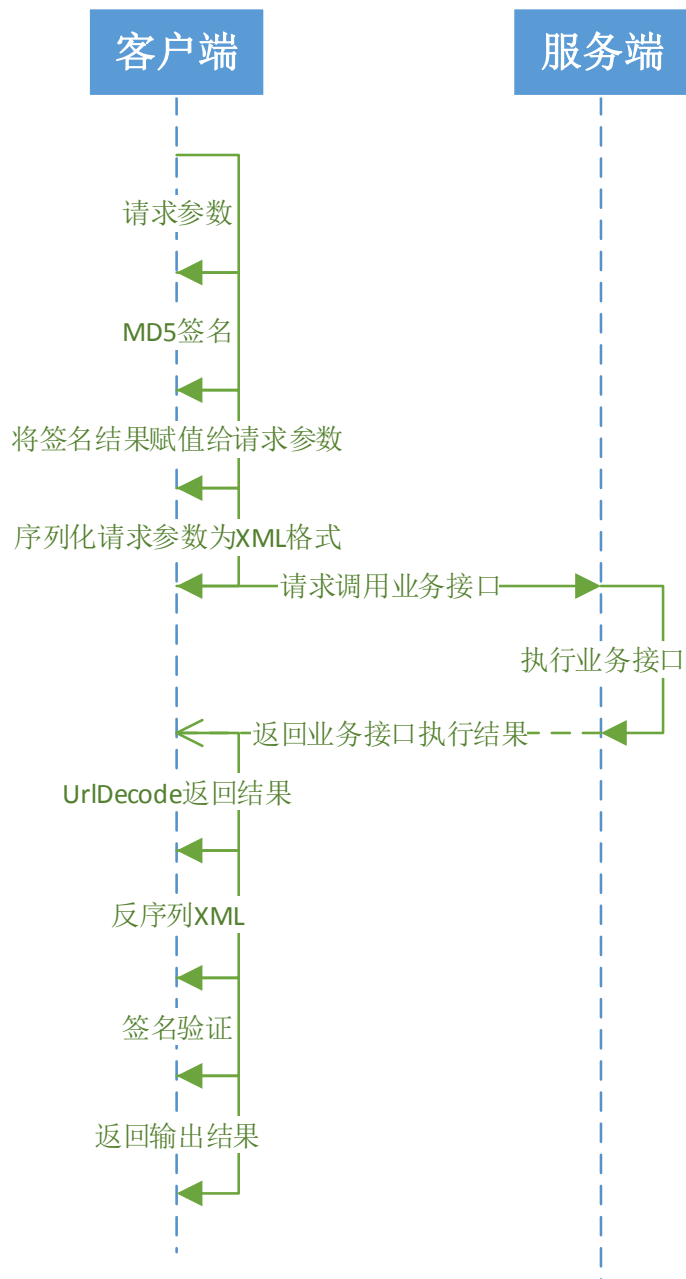 客户端
服务端
请求参数
MD5签名
将签名结果赋值给请求参数
序列化请求参数为XML格式
请求调用业务接口
执行业务接口
返回业务接口执行结果
UrlDecode返回结果
反序列XML
签名验证
返回输出结果